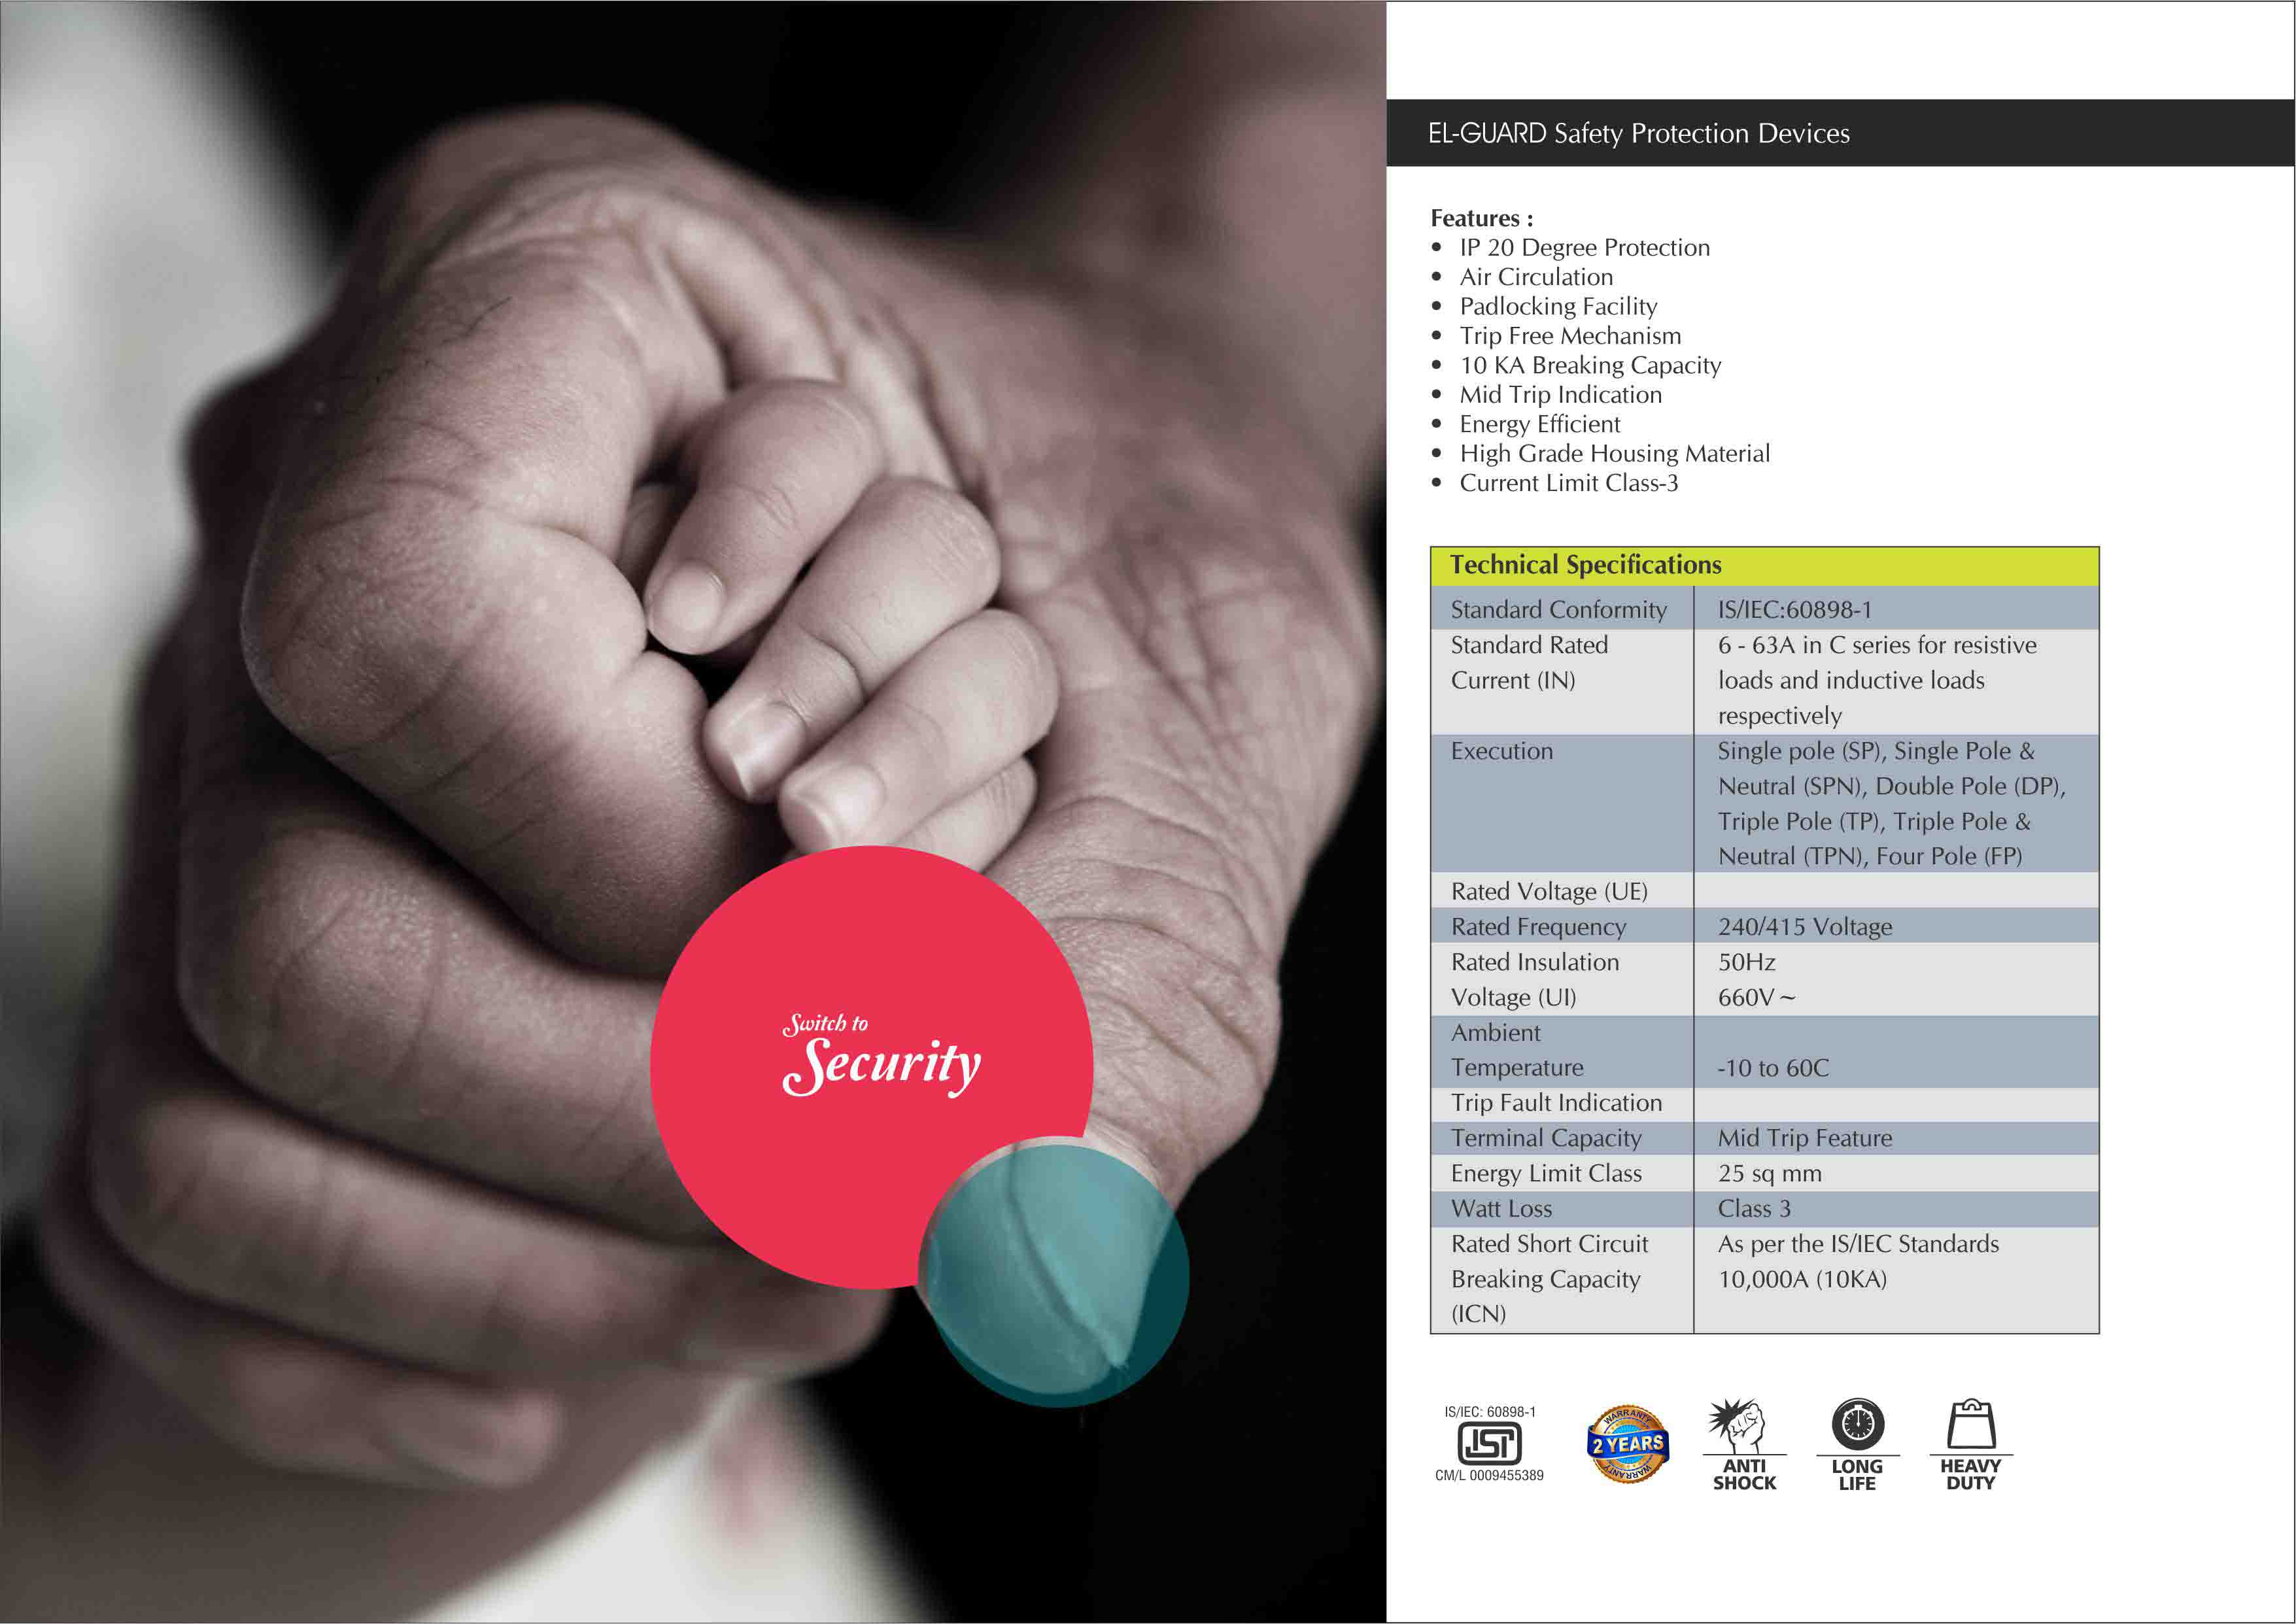 EL-GUARD Safety Protection Devices
Features :
• IP 20 Degree Protection
• Air Circulation
• Padlocking Facility
• Trip Free Mechanism
• 10 KA Breaking Capacity
• Mid Trip Indication
• Energy Efficient
• High Grade Housing Material
• Current Limit Class-3
Technical Specifications
Standard Conformity IS/IEC:60898-1
Standard Rated 6 - 63A in C series for resistive
Current (IN) loads and inductive loads
respectively
Execution Single pole (SP), Single Pole &
Neutral (SPN), Double Pole (DP),
Triple Pole (TP), Triple Pole &
Neutral (TPN), Four Pole (FP)
Rated Voltage (UE)
Rated Frequency 240/415 Voltage
Rated Insulation 50Hz
Voltage (UI) 660V ~
Ambient
Temperature -10 to 60C
Trip Fault Indication
Terminal Capacity Mid Trip Feature
Energy Limit Class 25 sq mm
Watt Loss Class 3
Rated Short Circuit As per the IS/IEC Standards
Breaking Capacity 10,000A (10KA)
(ICN)
Switch to
Security
IS/IEC: 60898-1
ISI
CM/L 0009455389
WARRANTY
2 YEARS
WARRANTY
ANTI
SHOCK
LONG
LIFE
HEAVY
DUTY